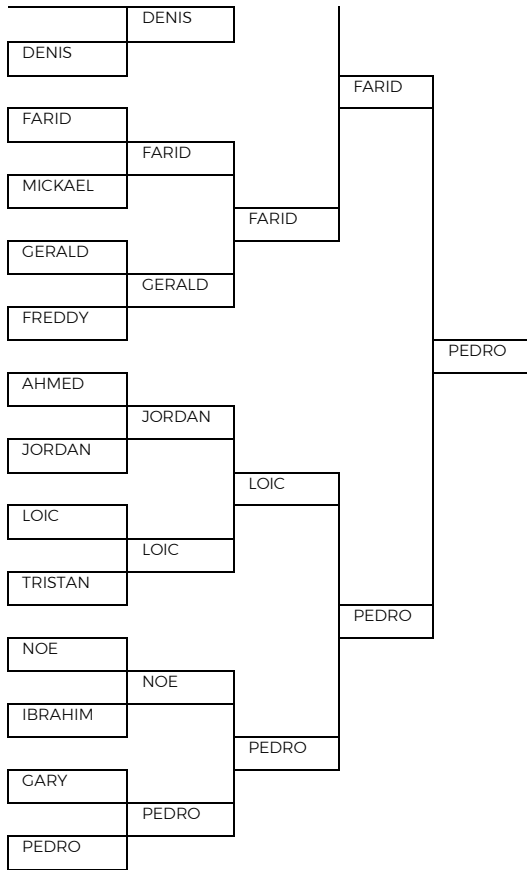 DENIS
DENIS
FARID
FARID
FARID
MICKAEL
FARID
GERALD
GERALD
FREDDY
PEDRO
AHMED
JORDAN
JORDAN
LOIC
LOIC
LOIC
TRISTAN
PEDRO
NOE
NOE
IBRAHIM
PEDRO
GARY
PEDRO
PEDRO